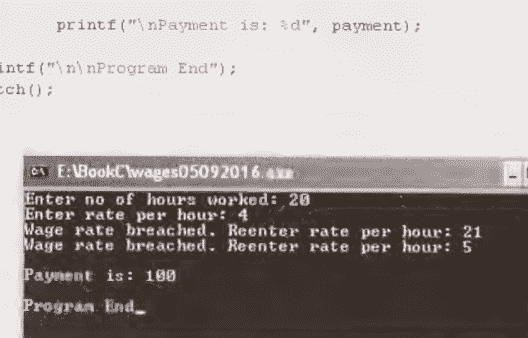 printf("\nPayment is: %d", payment);
intf("\n\nProgram End");
tch();
E:\BookC\wages05092016.exe
Enter no of hours worked: 20
Enter rate per hour: 4
Wage rate breached. Reenter rate per hour: 21
Wage rate breached. Reenter rate per hour: 5
Payment is: 100
Program End_